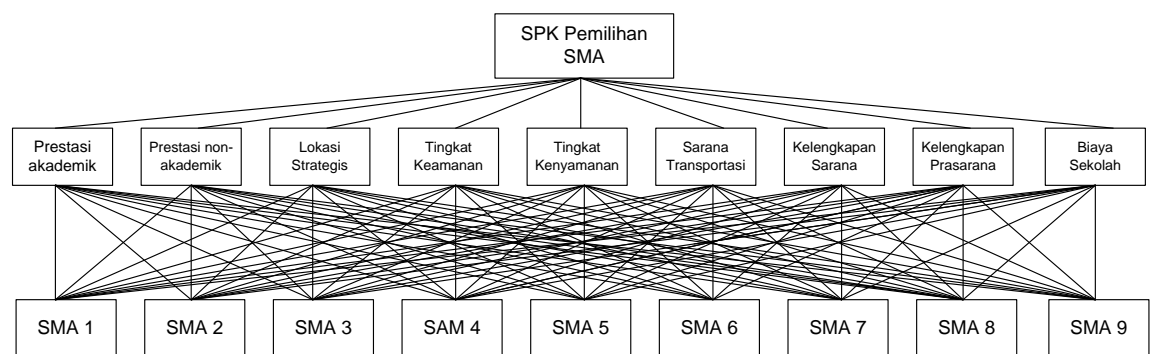 SPK Pemilihan
SMA
Prestasi
akademik
Prestasi non-
akademik
Lokasi
Strategis
Tingkat
Keamanan
Tingkat
Kenyamanan
Sarana
Transportasi
Kelengkapan
Sarana
Kelengkapan
Prasarana
Biaya
Sekolah
SMA 1
SMA 2
SMA 3
SAM 4
SMA 5
SMA 6
SMA 7
SMA 8
SMA 9